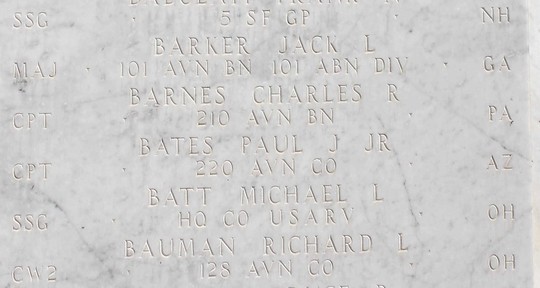 SSG 5 SF GP NH
BARKER JACK L
MAJ 101 AVN BN 101 ABN DIV GA
BARNES CHARLES R
CPT 210 AVN BN PA
BATES PAUL J JR
CPT 220 AVN CO AZ
BATT MICHAEL L
SSG HQ CO USARV OH
BAUMAN RICHARD L
CW2 128 AVN CO OH